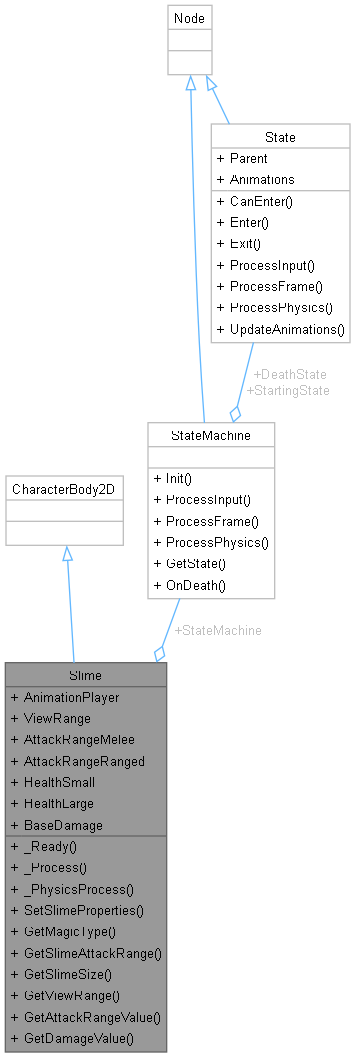 Node
State
+ Parent
+ Animations
+ CanEnter()
+ Enter()
+ Exit()
+ ProcessInput()
+ ProcessFrame()
+ ProcessPhysics()
+ UpdateAnimations()
+DeathState
+StartingState
StateMachine
+ Init()
+ ProcessInput()
+ ProcessFrame()
+ ProcessPhysics()
+ GetState()
+ OnDeath()
CharacterBody2D
+StateMachine
Slime
+ AnimationPlayer
+ ViewRange
+ AttackRangeMelee
+ AttackRangeRanged
+ HealthSmall
+ HealthLarge
+ BaseDamage
+ _Ready()
+ _Process()
+ _PhysicsProcess()
+ SetSlimeProperties()
+ GetMagicType()
+ GetSlimeAttackRange()
+ GetSlimeSize()
+ GetViewRange()
+ GetAttackRangeValue()
+ GetDamageValue()